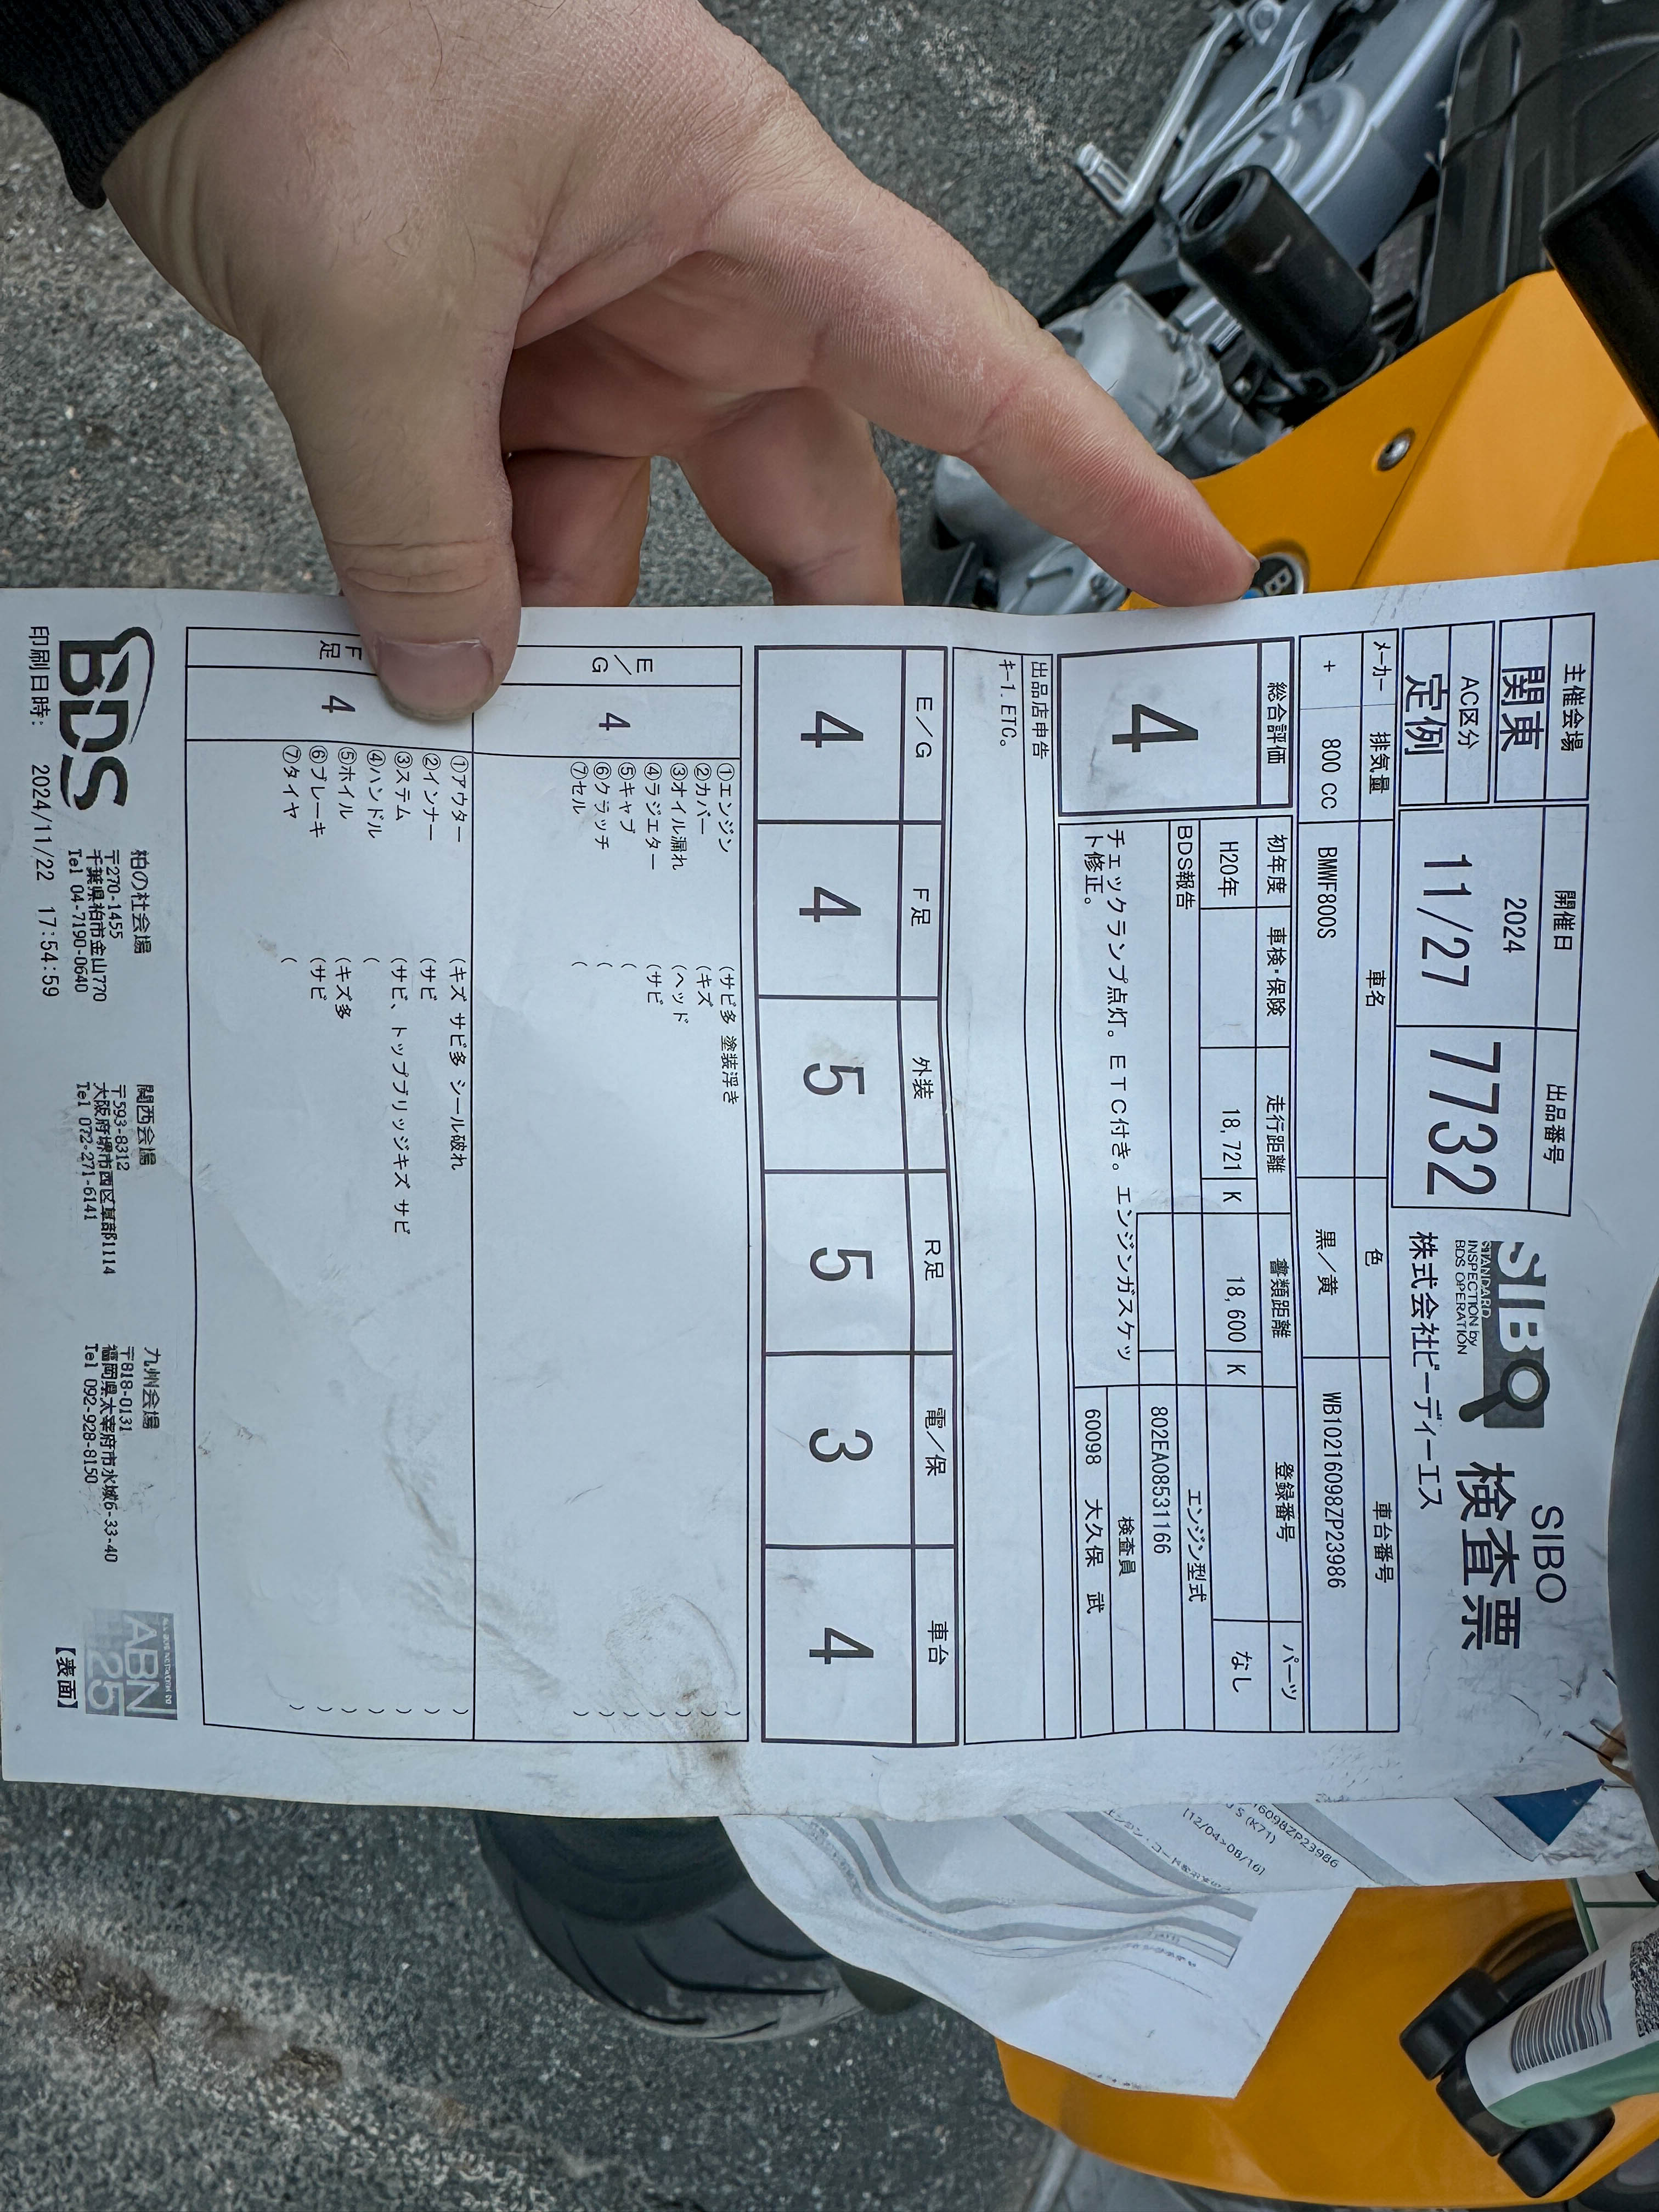 主催会場 開催日 出品番号
関東 2024 11/27 7732
AC区分
定例
SIBO
STANDARD
INSPECTION by
BDS OPERATION
SIBO
検査票
株式会社ビーディーエス
メーカー 排気量 車名 色 車台番号
+ 800 CC BMWF800S 黒/黄 WB10216098ZP23986
総合評価 初年度 車検・保険 走行距離 書類距離 登録番号 パーツ
4 H20年 18,721 K 18,600 K なし
BDS報告 エンジン型式
802EA08531166
チェックランプ点灯。ETC付き。エンジンガスケッ
ト修正。
検査員
60098 大久保 武
出品店申告
キー1. ETC。
E/G F足 外装 R足 電/保 車台
4 4 5 5 3 4
E/G 4
①エンジン (サビ多 塗装浮き )
②カバー (キズ )
③オイル漏れ (ヘッド )
④ラジエター (サビ )
⑤キャブ ( )
⑥クラッチ ( )
⑦セル ( )
F足 4
①アウター (キズ サビ多 シール破れ )
②インナー (サビ )
③ステム (サビ、トップブリッジキズ サビ )
④ハンドル ( )
⑤ホイル (キズ多 )
⑥ブレーキ (サビ )
⑦タイヤ ( )
BDS
印刷日時: 2024/11/22 17:54:59
柏の杜会場
〒270-1455
千葉県柏市金山770
Tel 04-7190-0640
関西会場
〒593-8312
大阪府堺市西区草部1114
Tel 072-271-6141
九州会場
〒818-0131
福岡県太宰府市水城6-33-40
Tel 092-928-8150
ABN
25
【表面】
16098ZP23986
S (K71)
[12/04>08/16]
エンジン・コード
B